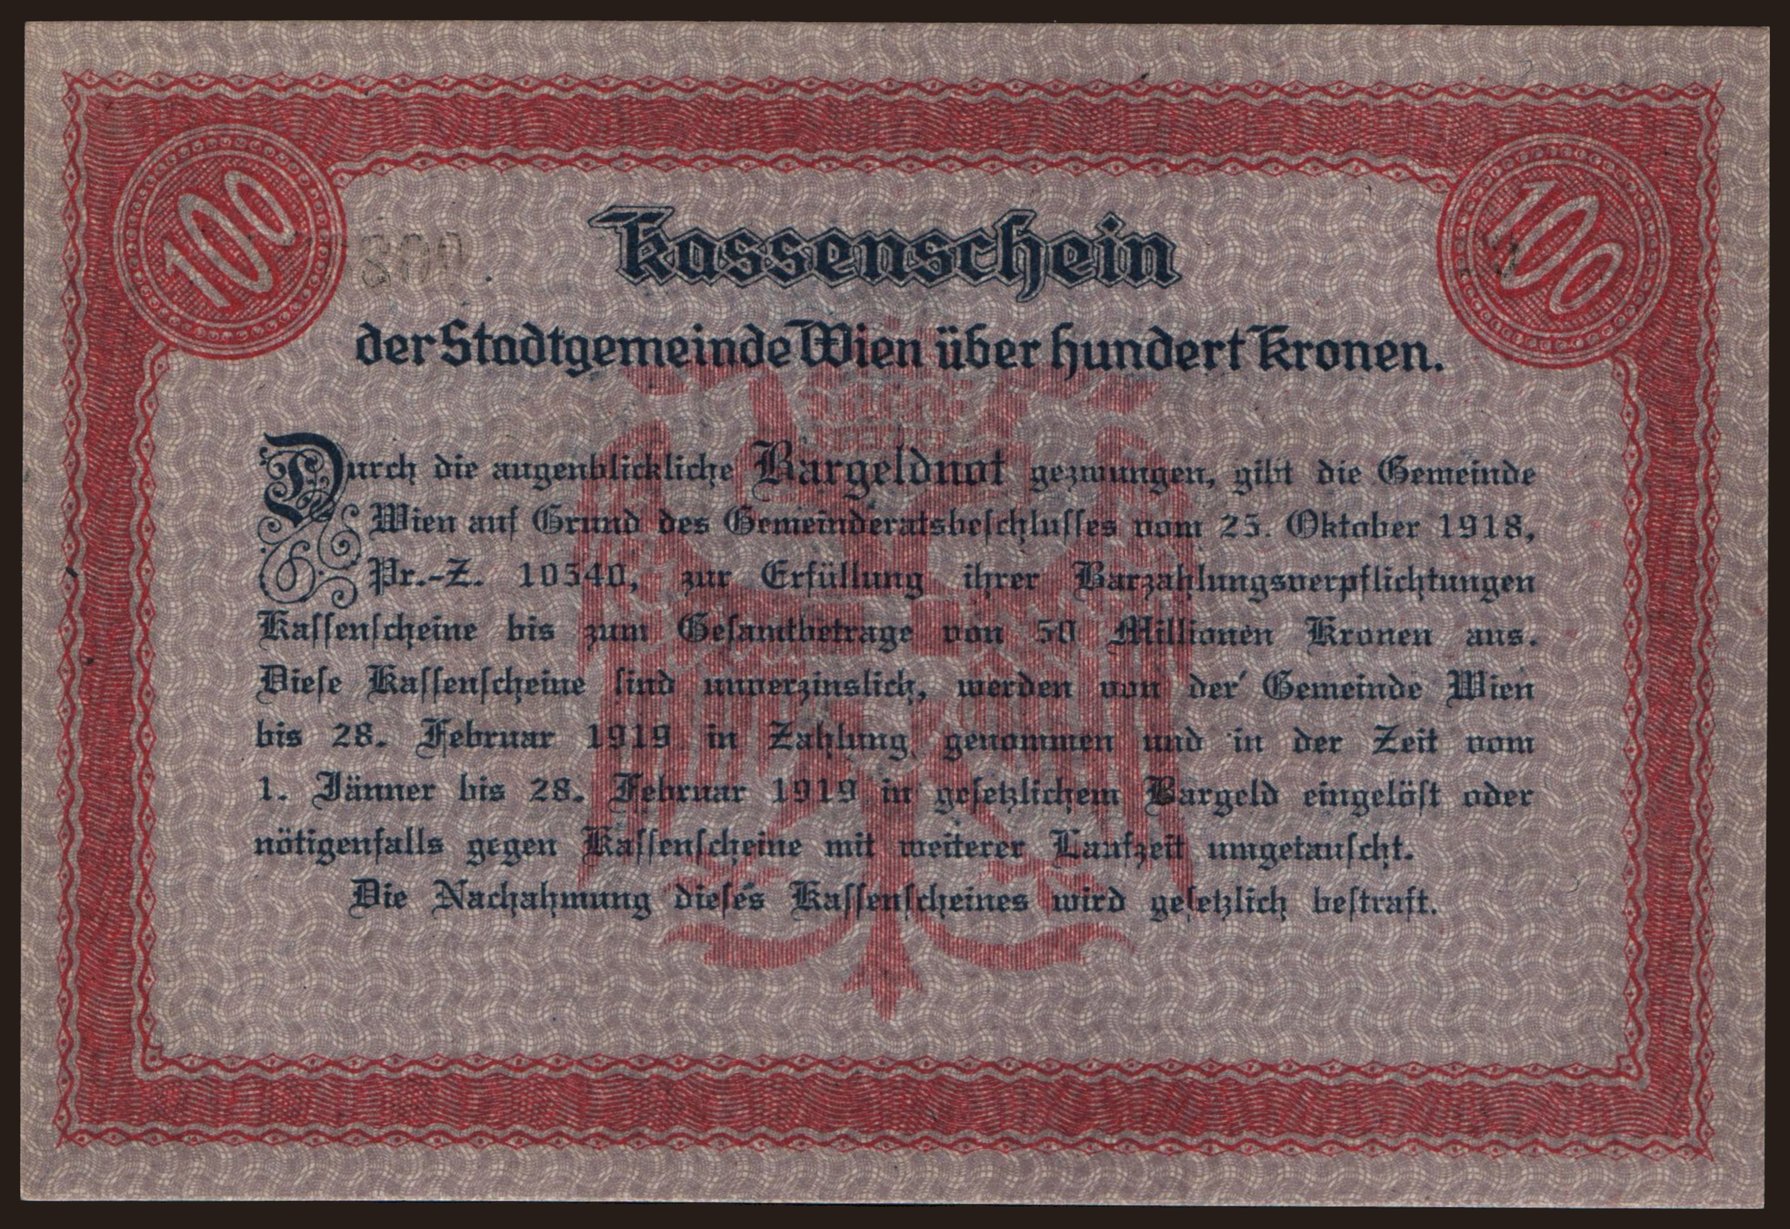 100
100
Kassenschein
der Stadtgemeinde Wien über hundert Kronen.
Durch die augenblickliche Bargeldnot gezwungen, gibt die Gemeinde
Wien auf Grund des Gemeinderatsbeschlusses vom 25. Oktober 1918,
Pr.-Z. 10540, zur Erfüllung ihrer Barzahlungsverpflichtungen
Kassenscheine bis zum Gesamtbetrage von 50 Millionen Kronen aus.
Diese Kassenscheine sind unverzinslich, werden von der Gemeinde Wien
bis 28. Februar 1919 in Zahlung genommen und in der Zeit vom
1. Jänner bis 28. Februar 1919 in gesetzlichem Bargeld eingelöst oder
nötigenfalls gegen Kassenscheine mit weiterer Laufzeit umgetauscht.
Die Nachahmung dieses Kassenscheines wird gesetzlich bestraft.